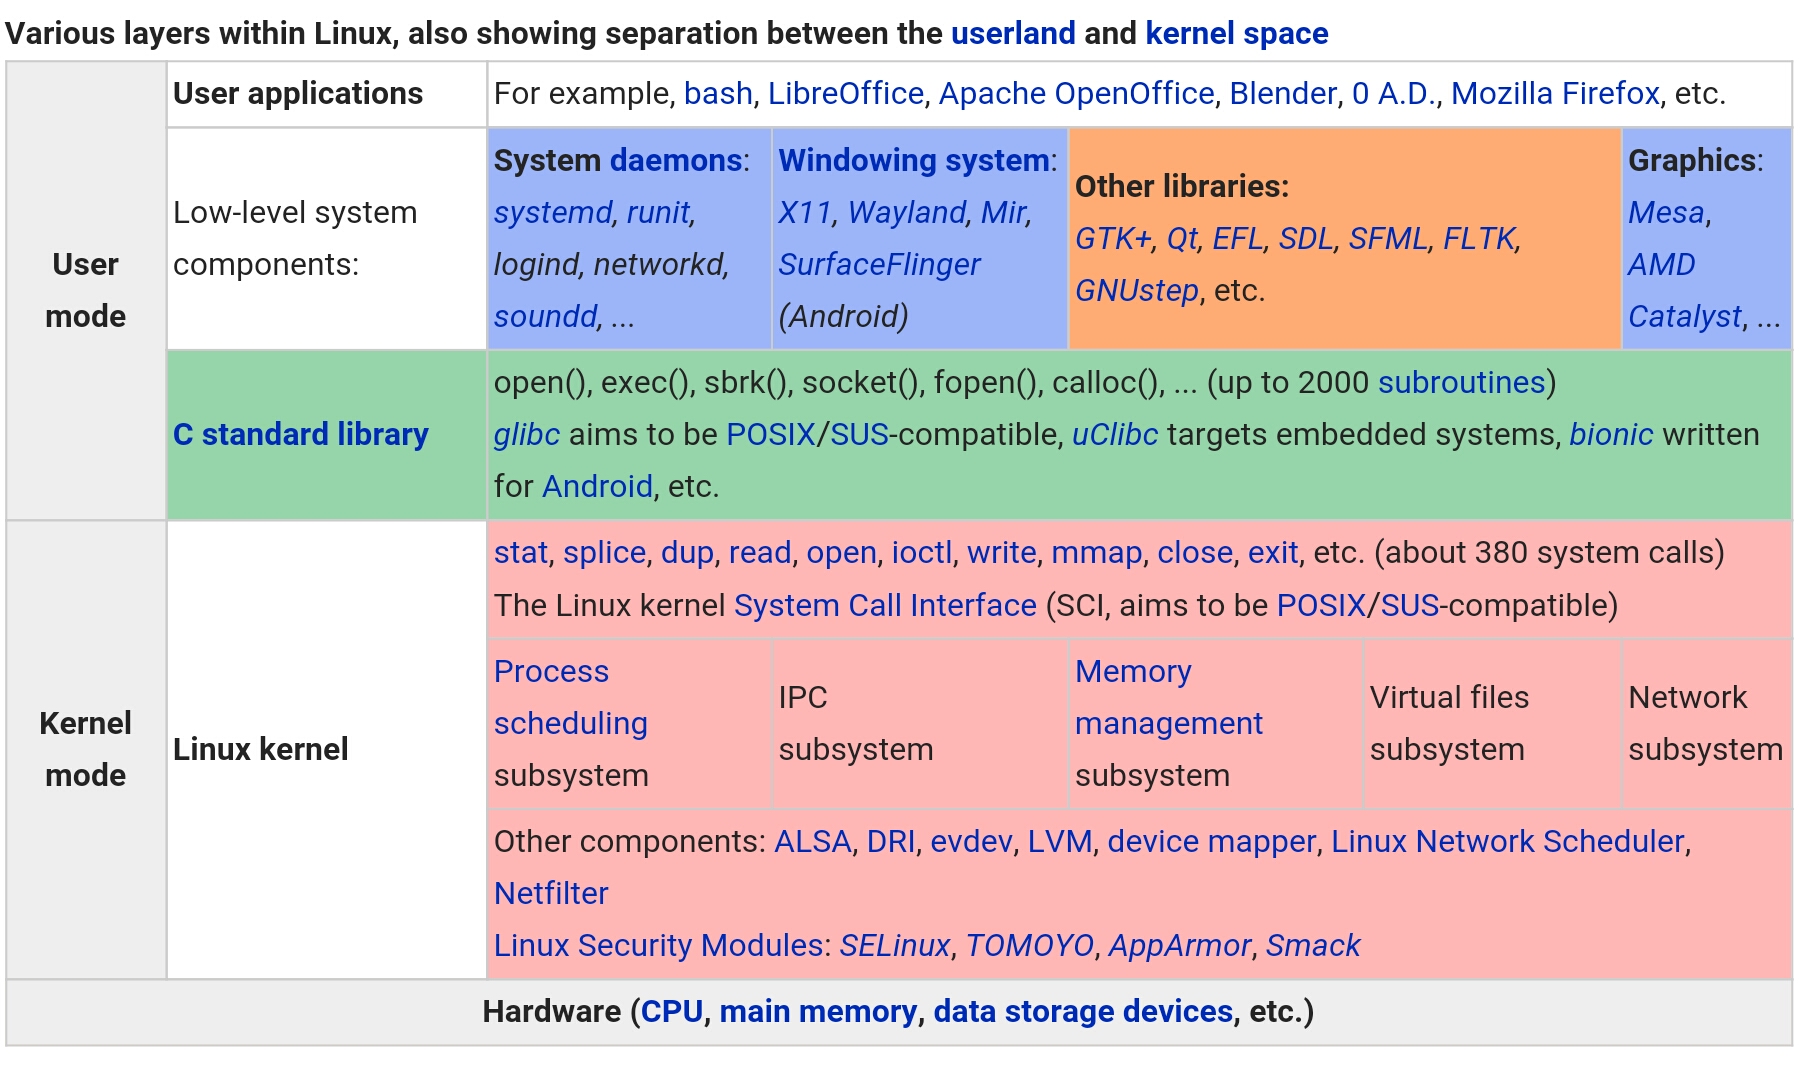 Various layers within Linux, also showing separation between the userland and kernel space
User mode
User applications
For example, bash, LibreOffice, Apache OpenOffice, Blender, 0 A.D., Mozilla Firefox, etc.
Low-level system
components:
System daemons:
systemd, runit,
logind, networkd,
soundd, ...
Windowing system:
X11, Wayland, Mir,
SurfaceFlinger
(Android)
Other libraries:
GTK+, Qt, EFL, SDL, SFML, FLTK,
GNUstep, etc.
Graphics:
Mesa,
AMD
Catalyst, ...
C standard library
open(), exec(), sbrk(), socket(), fopen(), calloc(), ... (up to 2000 subroutines)
glibc aims to be POSIX/SUS-compatible, uClibc targets embedded systems, bionic written
for Android, etc.
Kernel
mode
Linux kernel
stat, splice, dup, read, open, ioctl, write, mmap, close, exit, etc. (about 380 system calls)
The Linux kernel System Call Interface (SCI, aims to be POSIX/SUS-compatible)
Process
scheduling
subsystem
IPC
subsystem
Memory
management
subsystem
Virtual files
subsystem
Network
subsystem
Other components: ALSA, DRI, evdev, LVM, device mapper, Linux Network Scheduler,
Netfilter
Linux Security Modules: SELinux, TOMOYO, AppArmor, Smack
Hardware (CPU, main memory, data storage devices, etc.)